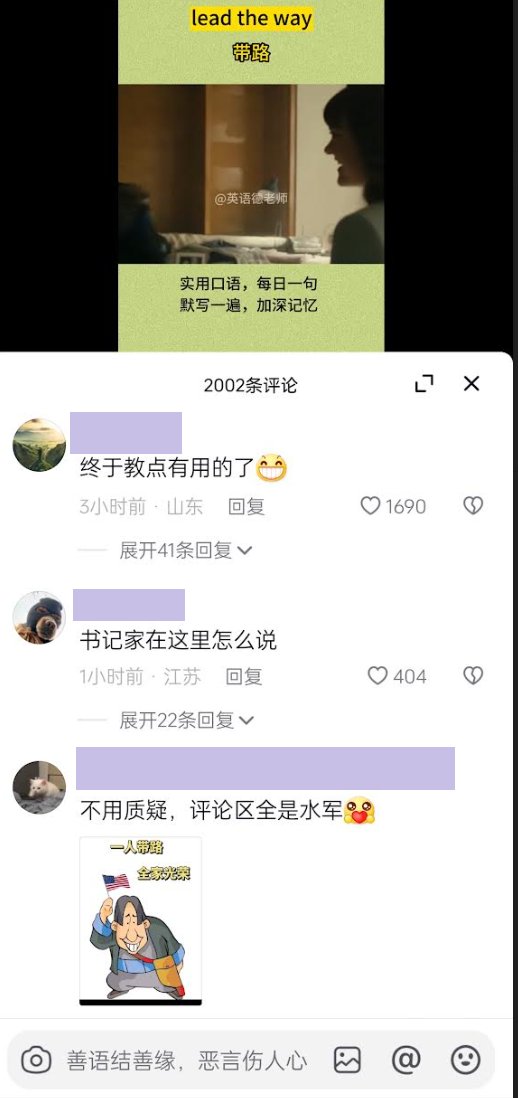 lead the way
带路
@英语德老师
实用口语，每日一句
默写一遍，加深记忆
2002条评论
终于教点有用的了
3小时前 · 山东 回复 1690
展开41条回复
书记家在这里怎么说
1小时前 · 江苏 回复 404
展开22条回复
不用质疑，评论区全是水军
一人带路
全家光荣
善语结善缘，恶言伤人心